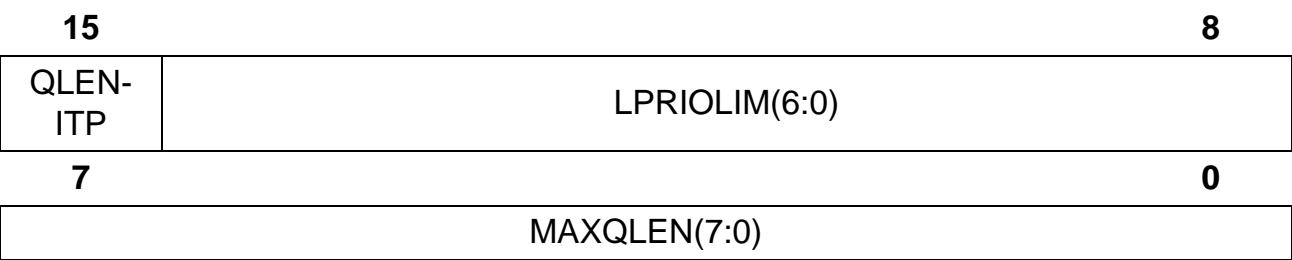 15 8
QLEN-
ITP
LPRIOLIM(6:0)
7 0
MAXQLEN(7:0)